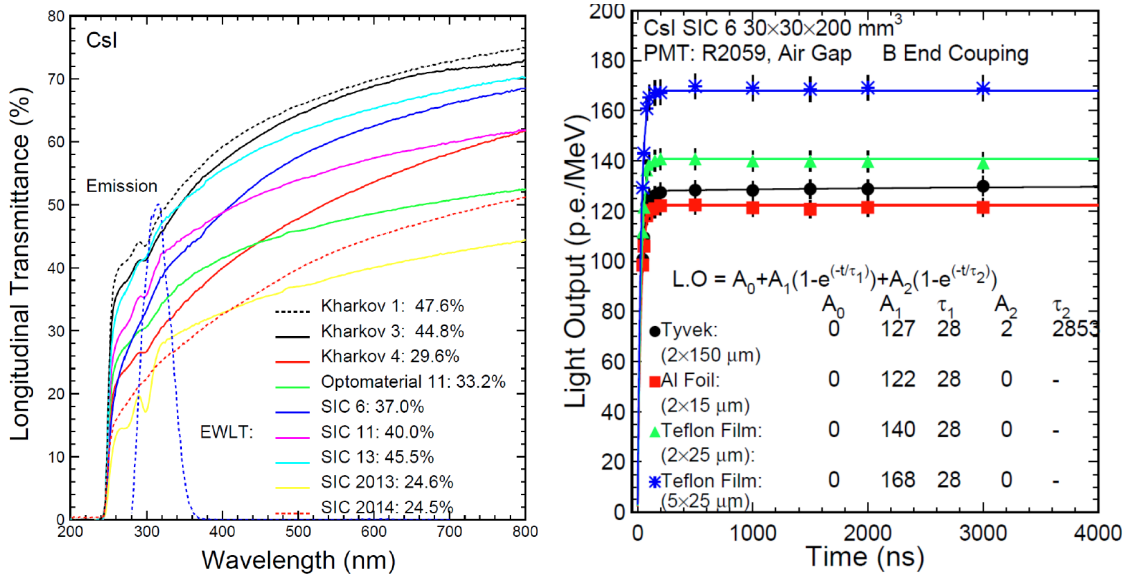 CsI
Emission
Kharkov 1: 47.6%
Kharkov 3: 44.8%
Kharkov 4: 29.6%
Optomaterial 11: 33.2%
SIC 6: 37.0%
EWLT:
SIC 11: 40.0%
SIC 13: 45.5%
SIC 2013: 24.6%
SIC 2014: 24.5%
Longitudinal Transmittance (%)
80
70
60
50
40
30
20
10
0
200 300 400 500 600 700 800
Wavelength (nm)
CsI SIC 6 30×30×200 mm³
PMT: R2059, Air Gap B End Couping
L.O = A₀+A₁(1-e^(-t/τ₁))+A₂(1-e^(-t/τ₂))
A₀ A₁ τ₁ A₂ τ₂
Tyvek: 0 127 28 2 2853
(2×150 μm)
Al Foil: 0 122 28 0 -
(2×15 μm)
Teflon Film: 0 140 28 0 -
(2×25 μm):
Teflon Film: 0 168 28 0 -
(5×25 μm)
Light Output (p.e./MeV)
200
180
160
140
120
100
80
60
40
20
0
0 1000 2000 3000 4000
Time (ns)